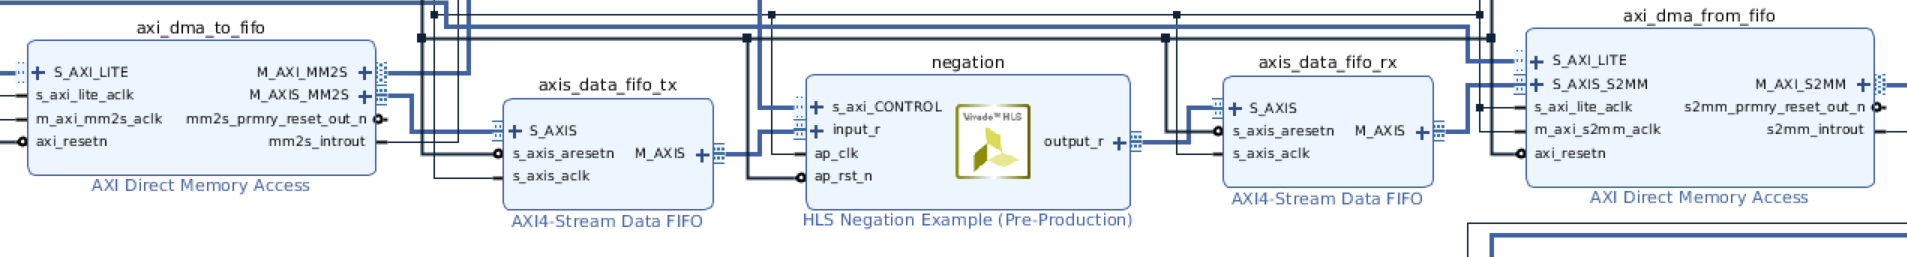 axi_dma_to_fifo
S_AXI_LITE
s_axi_lite_aclk
m_axi_mm2s_aclk
axi_resetn
M_AXI_MM2S
M_AXIS_MM2S
mm2s_prmry_reset_out_n
mm2s_introut
AXI Direct Memory Access
axis_data_fifo_tx
S_AXIS
s_axis_aresetn
s_axis_aclk
M_AXIS
AXI4-Stream Data FIFO
negation
s_axi_CONTROL
input_r
ap_clk
ap_rst_n
Vivado™ HLS
output_r
HLS Negation Example (Pre-Production)
axis_data_fifo_rx
S_AXIS
s_axis_aresetn
s_axis_aclk
M_AXIS
AXI4-Stream Data FIFO
axi_dma_from_fifo
S_AXI_LITE
S_AXIS_S2MM
s_axi_lite_aclk
m_axi_s2mm_aclk
axi_resetn
M_AXI_S2MM
s2mm_prmry_reset_out_n
s2mm_introut
AXI Direct Memory Access